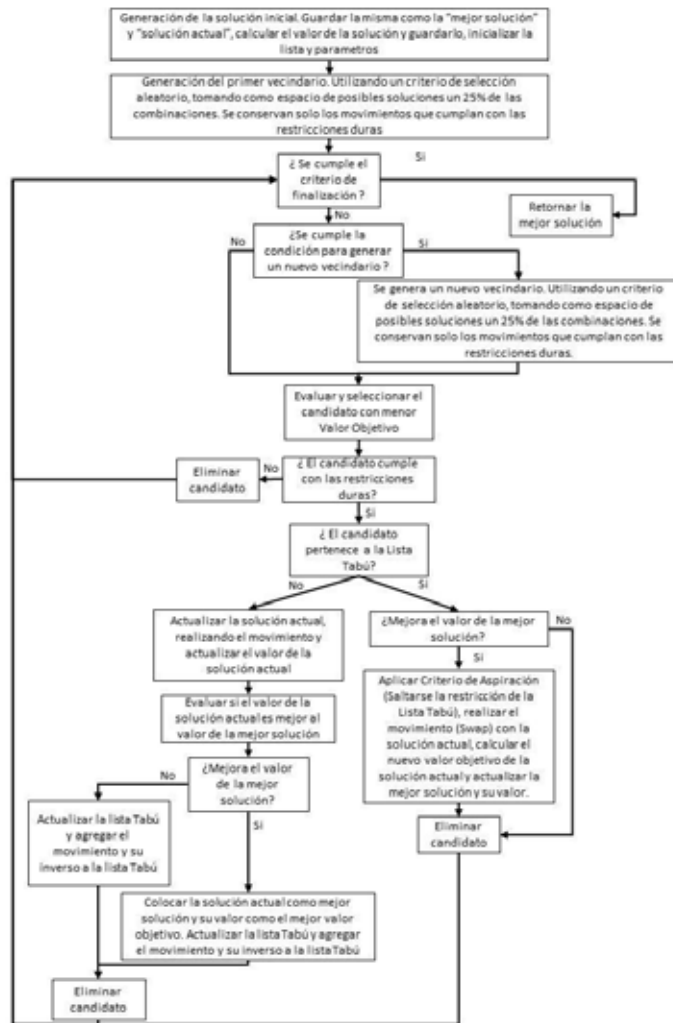 Generación de la solución inicial. Guardar la misma como la "mejor solución"
y "solución actual", calcular el valor de la solución y guardarlo, inicializar la
lista y parametros
Generación del primer vecindario. Utilizando un criterio de selección
aleatorio, tomando como espacio de posibles soluciones un 25% de las
combinaciones. Se conservan solo los movimientos que cumplan con las
restricciones duras
Si
¿ Se cumple el
criterio de
finalización ?
Retornar la
mejor solución
No
No
¿Se cumple la
condición para generar
un nuevo vecindario ?
Si
Se genera un nuevo vecindario. Utilizando un criterio
de selección aleatorio, tomando como espacio de
posibles soluciones un 25% de las combinaciones. Se
conservan solo los movimientos que cumplan con las
restricciones duras.
Evaluar y seleccionar el
candidato con menor
Valor Objetivo
Eliminar
candidato
No
¿ El candidato cumple
con las restricciones
duras?
Si
¿ El candidato
pertenece a la Lista
Tabú?
No
Si
Actualizar la solución actual,
realizando el movimiento y
actualizar el valor de la
solución actual
¿Mejora el valor de la mejor
solución?
No
Si
Evaluar si el valor de la
solución actual es mejor al
valor de la mejor solución
Aplicar Criterio de Aspiración
(Saltarse la restricción de la
Lista Tabú), realizar el
movimiento (Swap) con la
solución actual, calcular el
nuevo valor objetivo de la
solución actual y actualizar la
mejor solución y su valor.
No
¿Mejora el valor
de la mejor
solución?
Si
Actualizar la lista Tabú
y agregar el
movimiento y su
inverso a la lista Tabú
Eliminar
candidato
Colocar la solución actual como mejor
solución y su valor como el mejor valor
objetivo. Actualizar la lista Tabú y agregar
el movimiento y su inverso a la lista Tabú
Eliminar
candidato